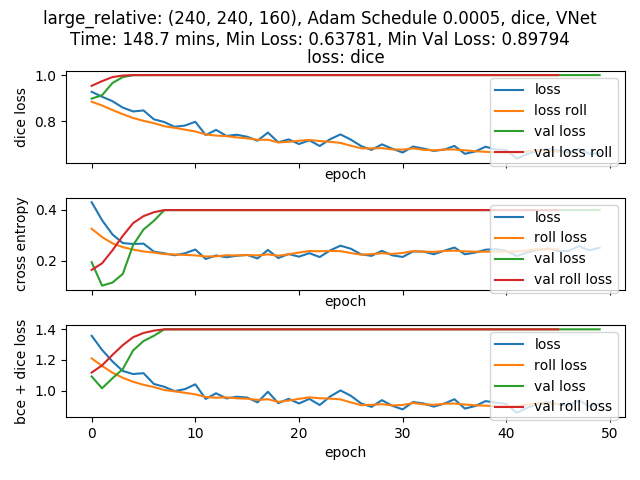 large_relative: (240, 240, 160), Adam Schedule 0.0005, dice, VNet
Time: 148.7 mins, Min Loss: 0.63781, Min Val Loss: 0.89794
loss: dice
dice loss
1.0
0.8
loss
loss roll
val loss
val loss roll
epoch
cross entropy
0.4
0.2
loss
roll loss
val loss
val roll loss
epoch
bce + dice loss
1.4
1.2
1.0
loss
roll loss
val loss
val roll loss
0 10 20 30 40 50
epoch